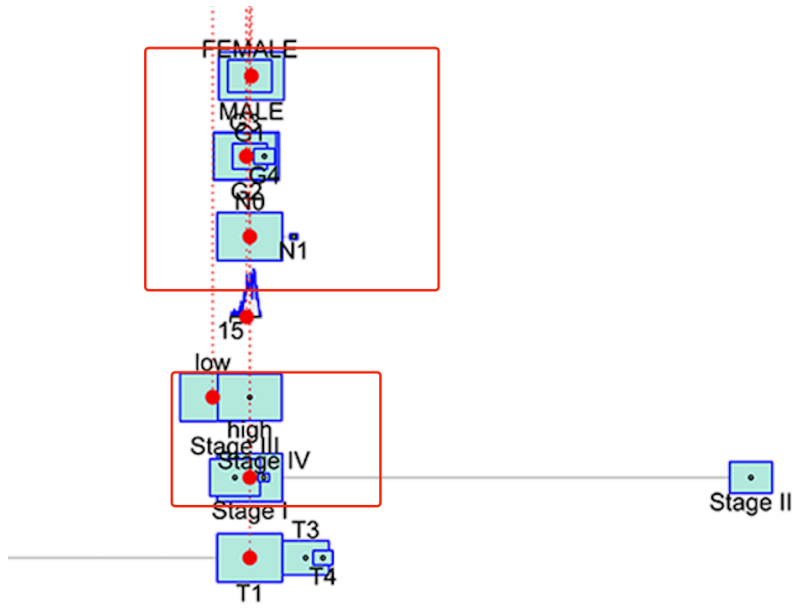 FEMALE
MALE
G3
G1
G4
G2
N0
N1
15
low
high
Stage III
Stage IV
Stage II
Stage I
T3
T4
T1